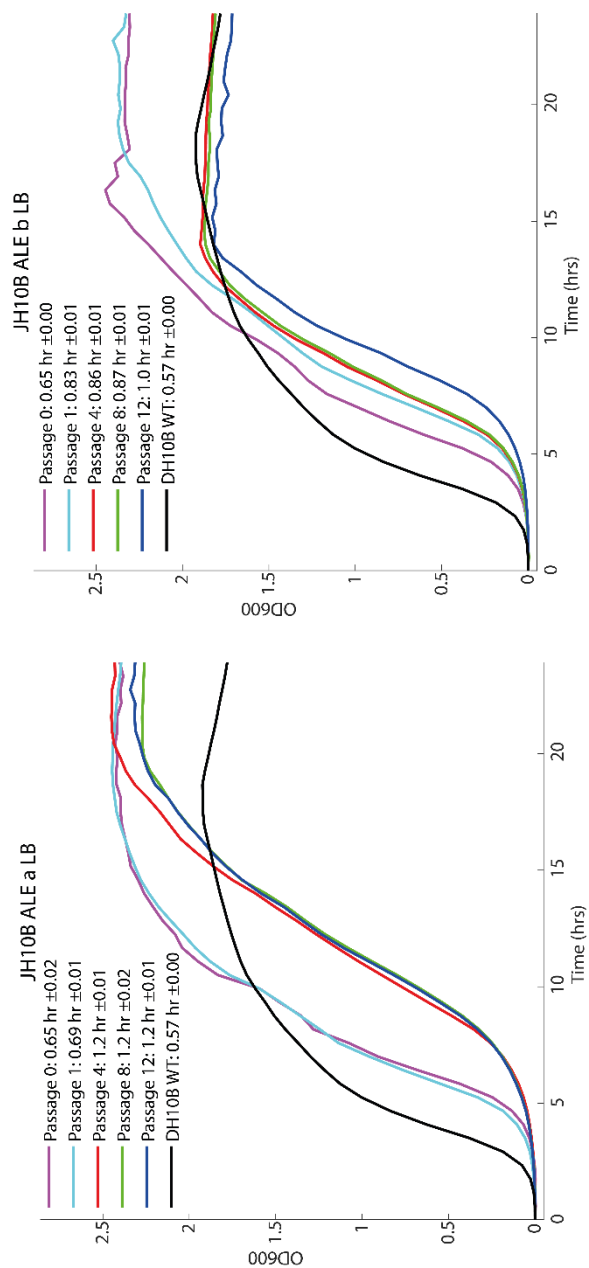 JH10B ALE a LB
Passage 0: 0.65 hr ±0.02
Passage 1: 0.69 hr ±0.01
Passage 4: 1.2 hr ±0.01
Passage 8: 1.2 hr ±0.02
Passage 12: 1.2 hr ±0.01
DH10B WT: 0.57 hr ±0.00
OD600
2.5
2
1.5
1
0.5
0
0
5
10
15
20
Time (hrs)
JH10B ALE b LB
Passage 0: 0.65 hr ±0.00
Passage 1: 0.83 hr ±0.01
Passage 4: 0.86 hr ±0.01
Passage 8: 0.87 hr ±0.01
Passage 12: 1.0 hr ±0.01
DH10B WT: 0.57 hr ±0.00
OD600
2.5
2
1.5
1
0.5
0
0
5
10
15
20
Time (hrs)